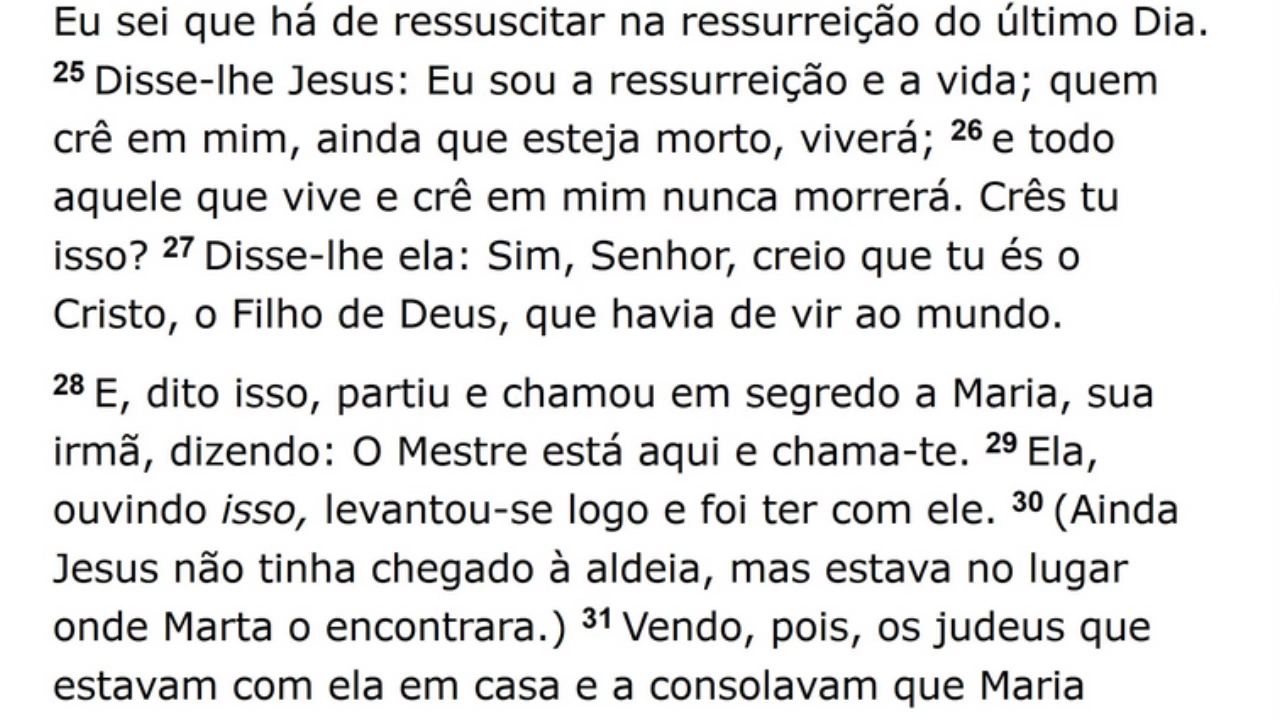 Eu sei que há de ressuscitar na ressurreição do último Dia.
25 Disse-lhe Jesus: Eu sou a ressurreição e a vida; quem
crê em mim, ainda que esteja morto, viverá; 26 e todo
aquele que vive e crê em mim nunca morrerá. Crês tu
isso? 27 Disse-lhe ela: Sim, Senhor, creio que tu és o
Cristo, o Filho de Deus, que havia de vir ao mundo.
28 E, dito isso, partiu e chamou em segredo a Maria, sua
irmã, dizendo: O Mestre está aqui e chama-te. 29 Ela,
ouvindo isso, levantou-se logo e foi ter com ele. 30 (Ainda
Jesus não tinha chegado à aldeia, mas estava no lugar
onde Marta o encontrara.) 31 Vendo, pois, os judeus que
estavam com ela em casa e a consolavam que Maria